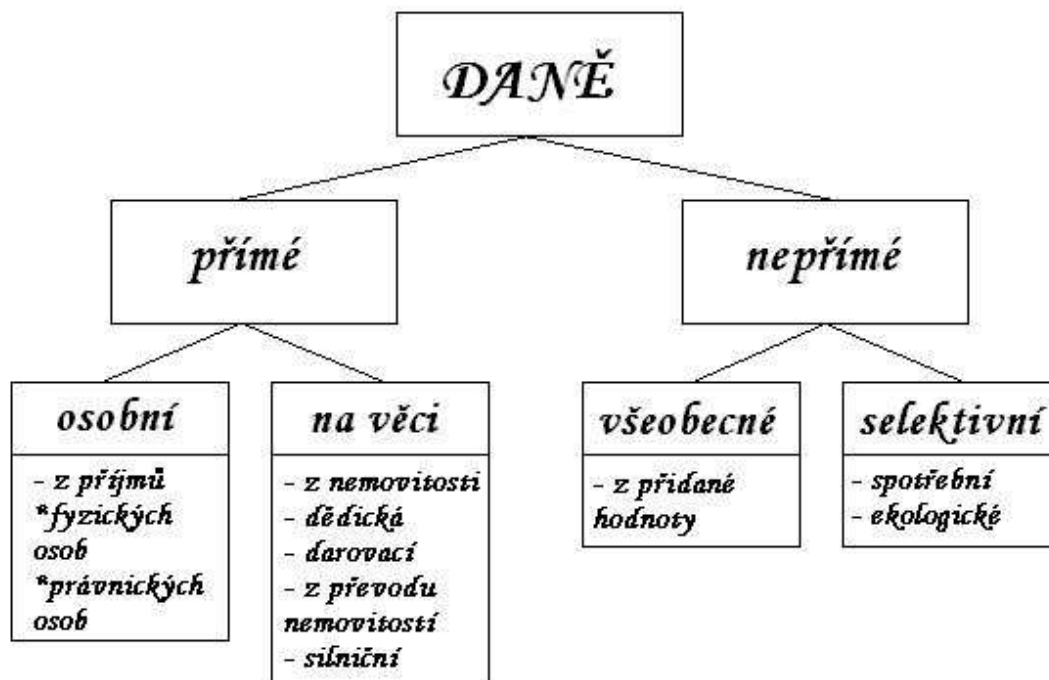 DANĚ
přímé
nepřímé
osobní
- z příjmů
*fyzických
osob
*právnických
osob
na věci
- z nemovitosti
- dědická
- darovací
- z převodu
nemovitostí
- silniční
všeobecné
- z přidané
hodnoty
selektivní
- spotřební
- ekologické